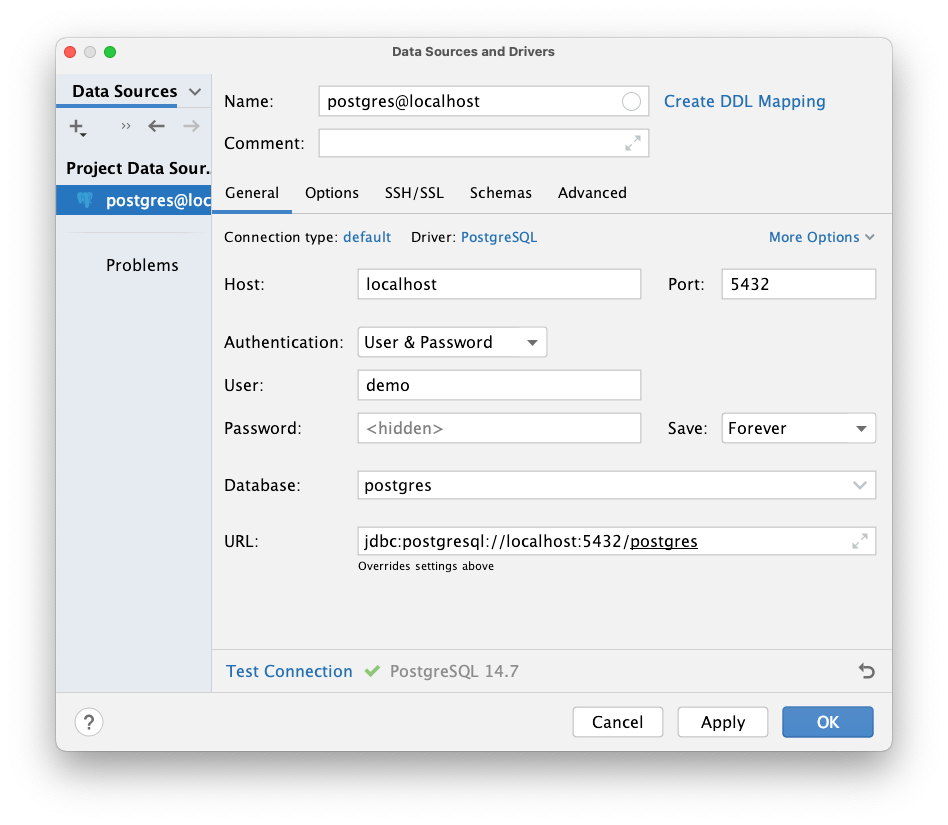 Data Sources and Drivers
Data Sources
Name: postgres@localhost Create DDL Mapping
Comment:
Project Data Sour..
postgres@loc
Problems
General Options SSH/SSL Schemas Advanced
Connection type: default Driver: PostgreSQL More Options
Host: localhost Port: 5432
Authentication: User & Password
User: demo
Password: <hidden> Save: Forever
Database: postgres
URL: jdbc:postgresql://localhost:5432/postgres
Overrides settings above
Test Connection PostgreSQL 14.7
? Cancel Apply OK